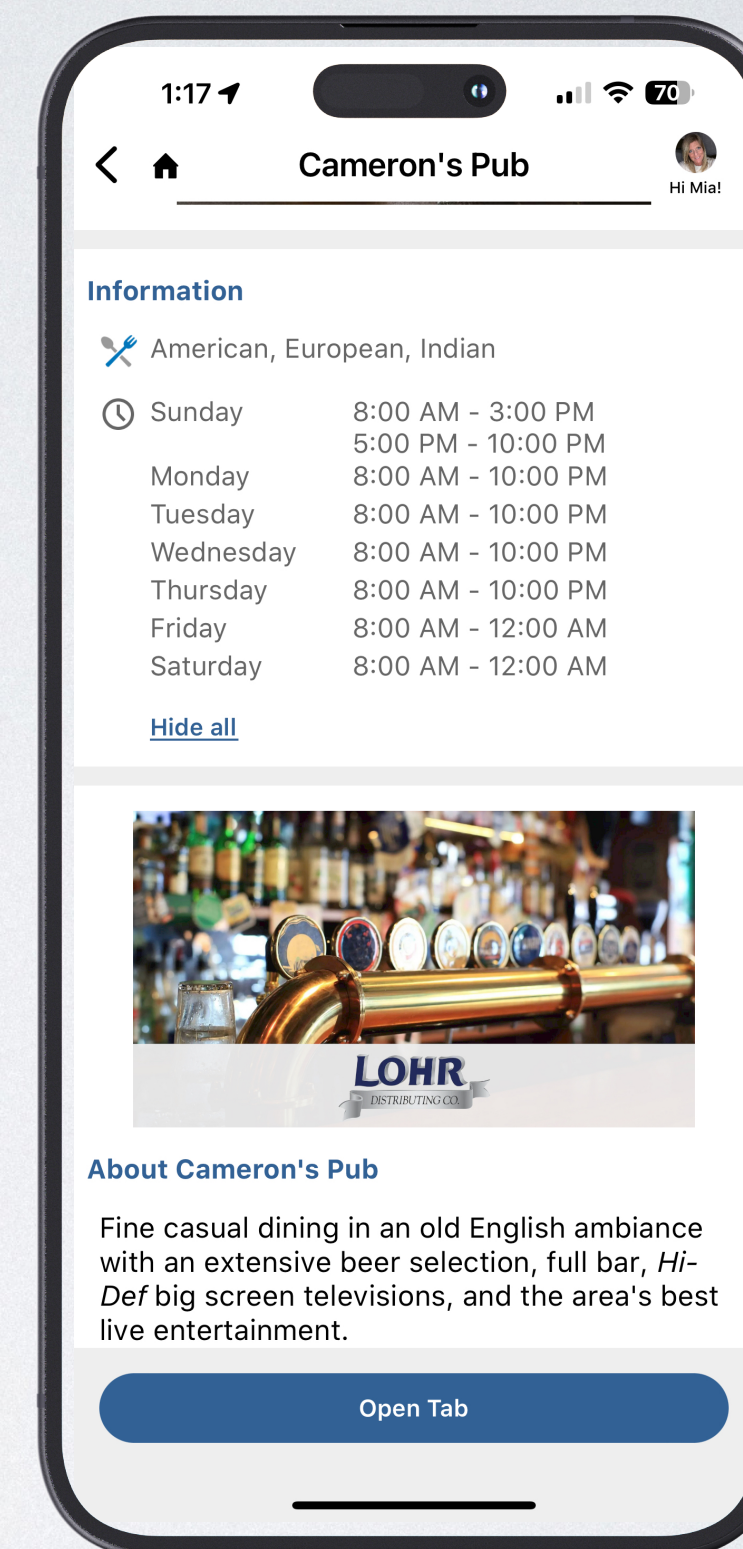 1:17
70
Cameron's Pub
Hi Mia!
Information
American, European, Indian
Sunday 8:00 AM - 3:00 PM
5:00 PM - 10:00 PM
Monday 8:00 AM - 10:00 PM
Tuesday 8:00 AM - 10:00 PM
Wednesday 8:00 AM - 10:00 PM
Thursday 8:00 AM - 10:00 PM
Friday 8:00 AM - 12:00 AM
Saturday 8:00 AM - 12:00 AM
Hide all
LOHR
DISTRIBUTING CO.
About Cameron's Pub
Fine casual dining in an old English ambiance
with an extensive beer selection, full bar, Hi-
Def big screen televisions, and the area's best
live entertainment.
Open Tab